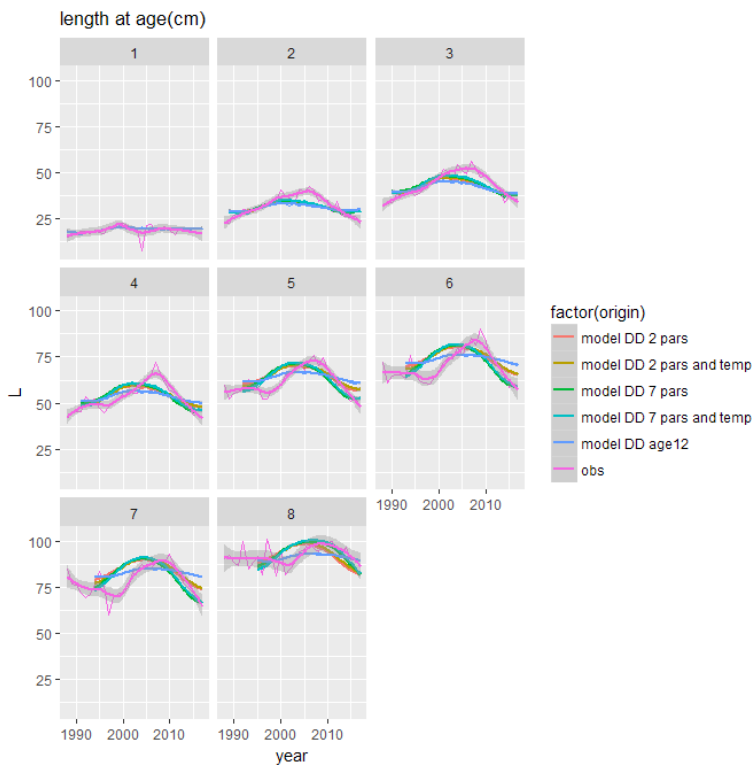 length at age(cm)
1 2 3
100
75
50
25
4 5 6
100
75
50
25
1990 2000 2010
7 8
100
75
50
25
1990 2000 2010 1990 2000 2010
L
year
factor(origin)
model DD 2 pars
model DD 2 pars and temp
model DD 7 pars
model DD 7 pars and temp
model DD age12
obs